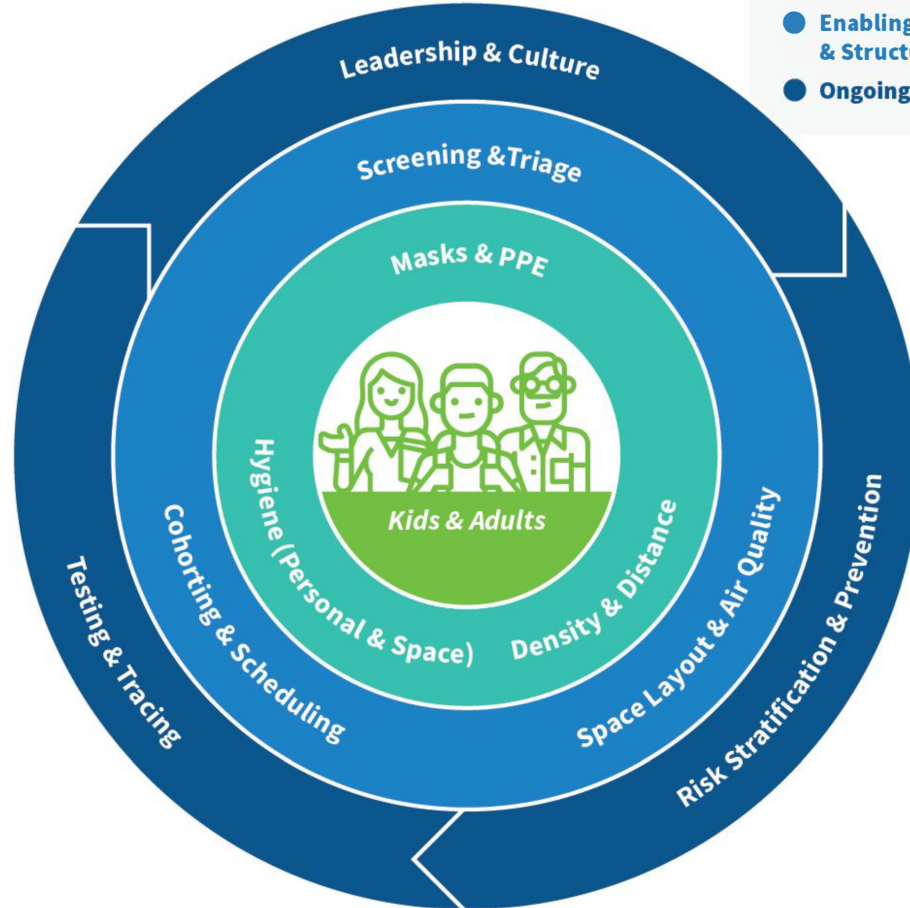 Enabling
&
Ongoing
Leadership & Culture
Screening &Triage
Masks & PPE
Kids & Adults
Hygiene (Personal & Space)
Density & Distance
Cohorting & Scheduling
Space Layout & Air Quality
Testing & Tracing
Risk Stratification & Prevention